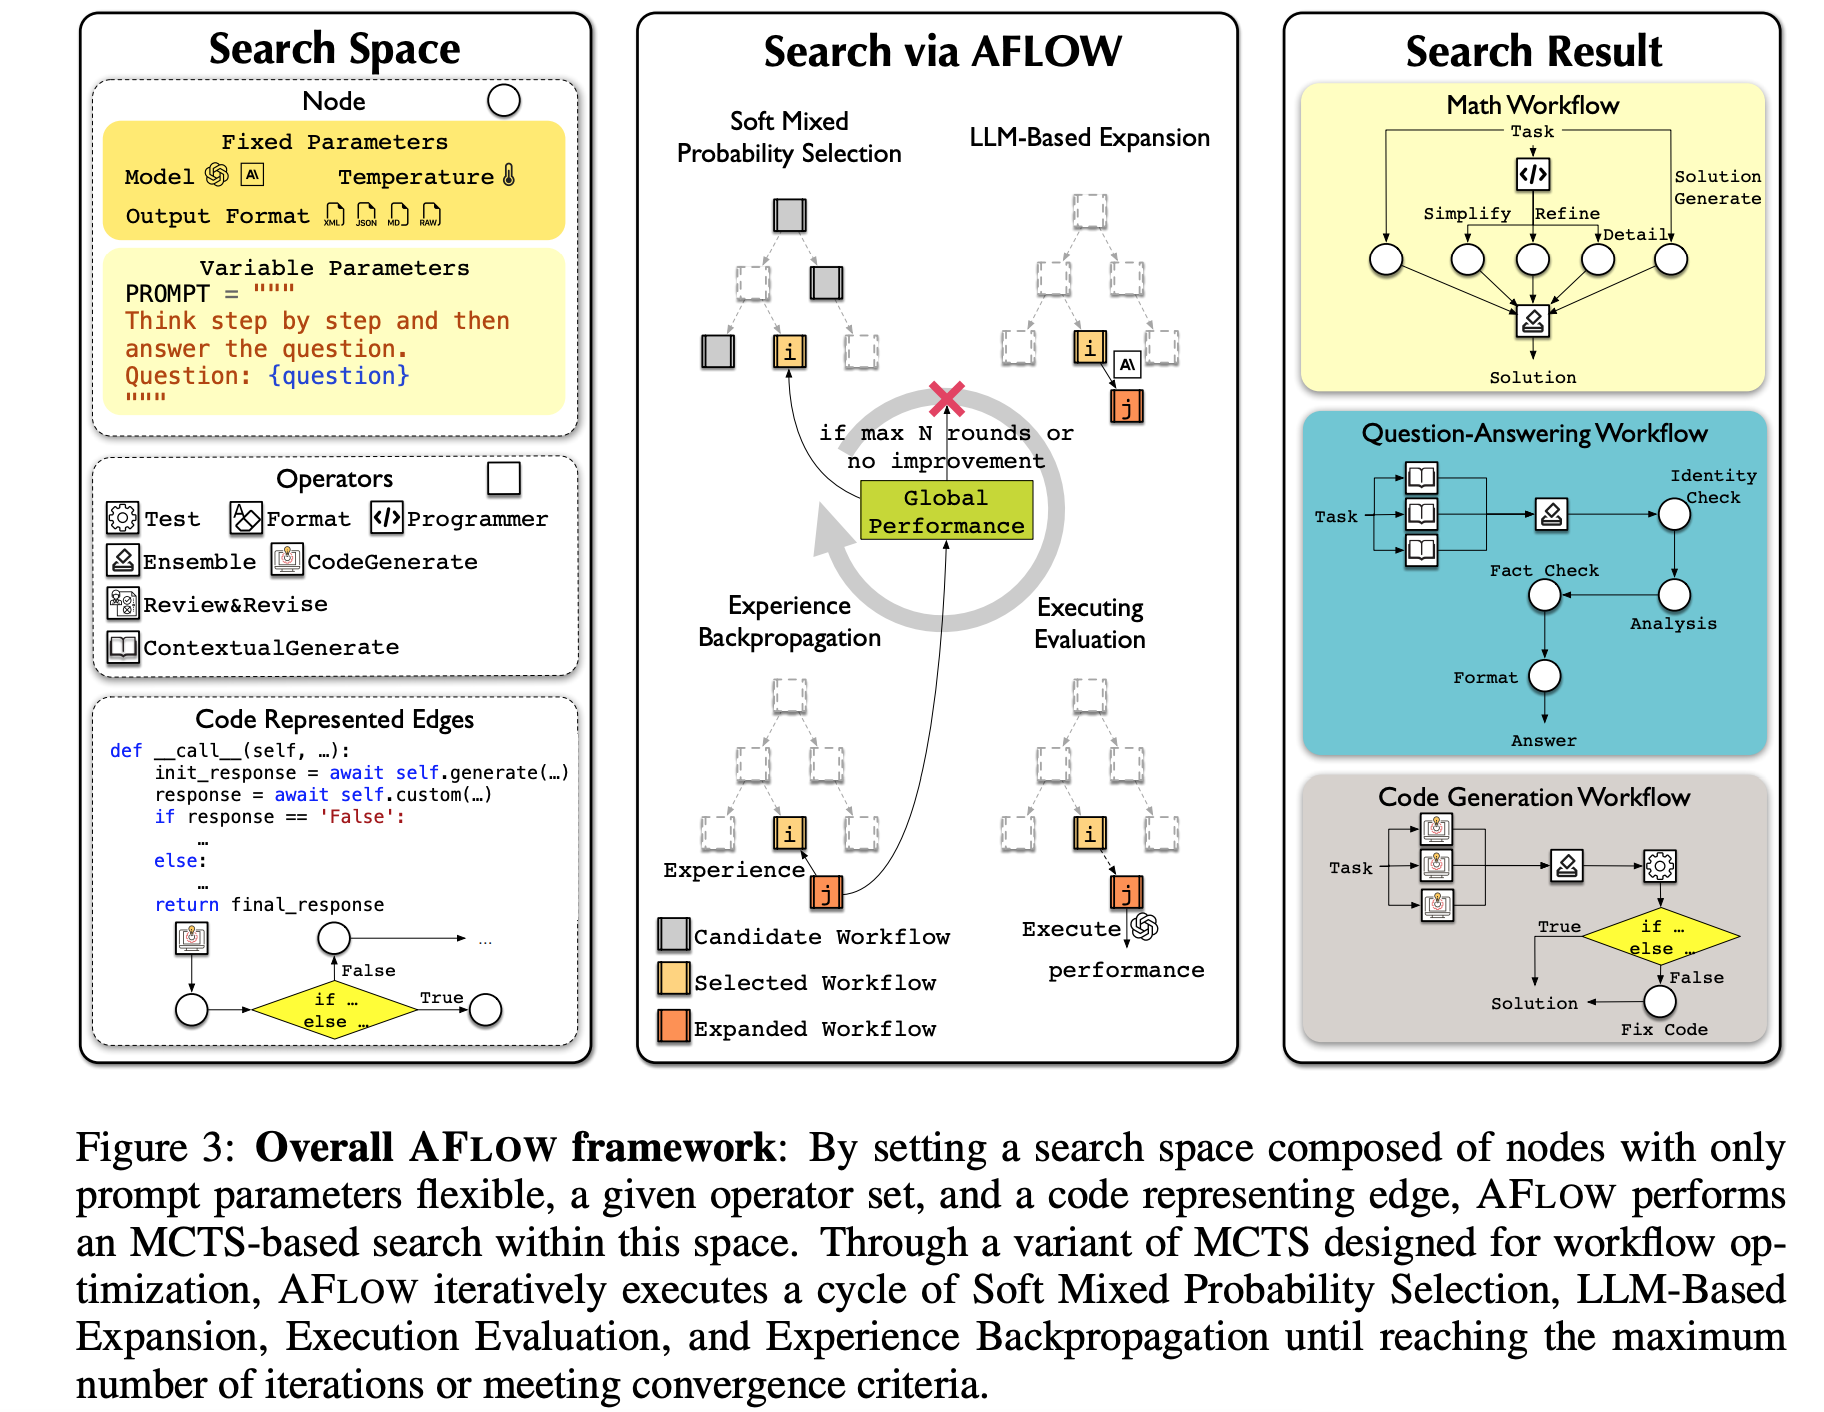 Search Space
Node
Fixed Parameters
Model
A\
Temperature
Output Format
XML
JSON
MD
RAW
Variable Parameters
PROMPT = """
Think step by step and then
answer the question.
Question: {question}
"""
Operators
Test
Format
Programmer
Ensemble
CodeGenerate
Review&Revise
ContextualGenerate
Code Represented Edges
def __call__(self, …):
init_response = await self.generate(…)
response = await self.custom(…)
if response == 'False':
…
else:
…
return final_response
...
False
if …
else …
True
Search via AFLOW
Soft Mixed
Probability Selection
LLM-Based Expansion
i
i
A\
j
if max N rounds or
no improvement
Global
Performance
Experience
Backpropagation
Executing
Evaluation
i
Experience
j
i
j
Execute
performance
Candidate Workflow
Selected Workflow
Expanded Workflow
Search Result
Math Workflow
Task
</>
Solution
Generate
Simplify
Refine
Detail
Solution
Question-Answering Workflow
Task
Identity
Check
Fact Check
Analysis
Format
Answer
Code Generation Workflow
Task
True
if …
else …
False
Solution
Fix Code
Figure 3: Overall AFLOW framework: By setting a search space composed of nodes with only
prompt parameters flexible, a given operator set, and a code representing edge, AFLOW performs
an MCTS-based search within this space. Through a variant of MCTS designed for workflow op-
timization, AFLOW iteratively executes a cycle of Soft Mixed Probability Selection, LLM-Based
Expansion, Execution Evaluation, and Experience Backpropagation until reaching the maximum
number of iterations or meeting convergence criteria.